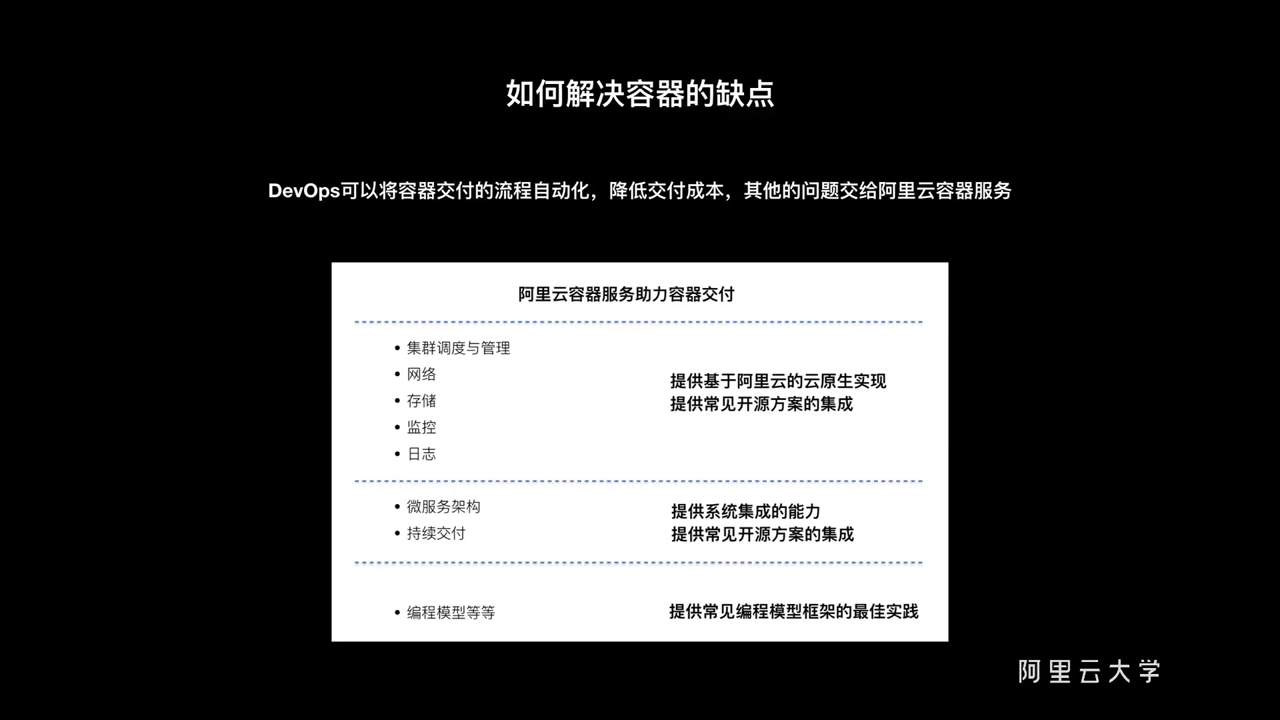 如何解决容器的缺点
DevOps可以将容器交付的流程自动化，降低交付成本，其他的问题交给阿里云容器服务
阿里云容器服务助力容器交付
• 集群调度与管理
• 网络
• 存储
• 监控
• 日志
提供基于阿里云的云原生实现
提供常见开源方案的集成
• 微服务架构
• 持续交付
提供系统集成的能力
提供常见开源方案的集成
• 编程模型等等
提供常见编程模型框架的最佳实践
阿里云大学